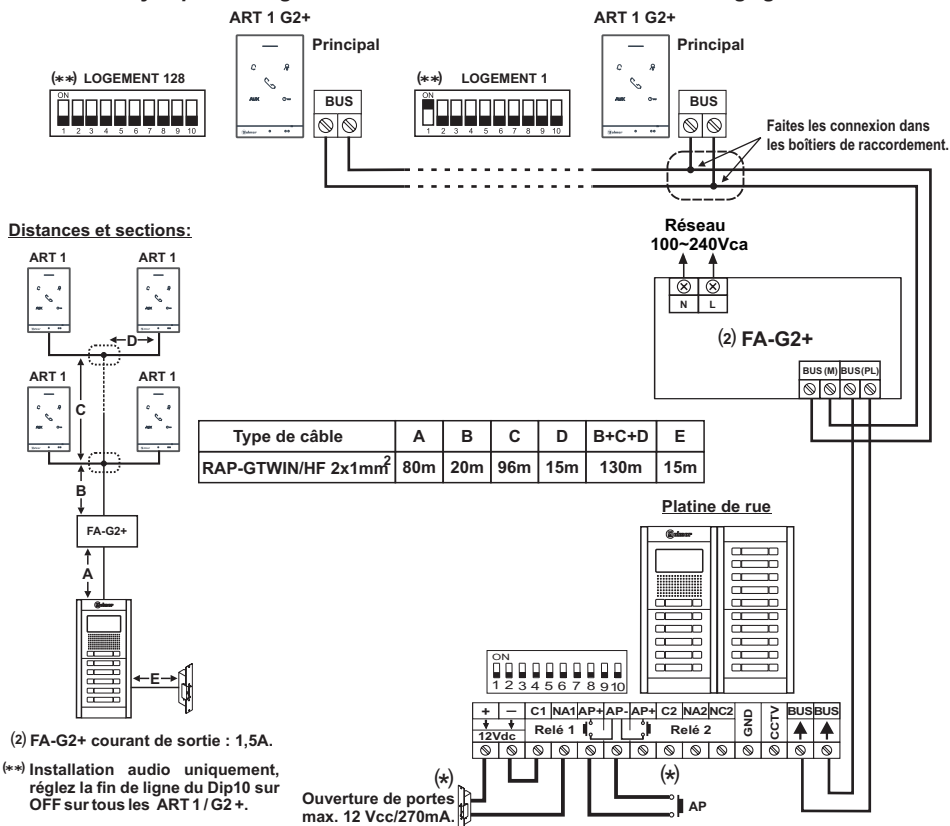 ART 1 G2+
Principal
(**) LOGEMENT 128
ON
1 2 3 4 5 6 7 8 9 10
AUX
BUS
ART 1 G2+
Principal
(**) LOGEMENT 1
ON
1 2 3 4 5 6 7 8 9 10
AUX
BUS
Faites les connexion dans
les boîtiers de raccordement.
Réseau
100~240Vca
N L
(2) FA-G2+
BUS (M) BUS (PL)
Distances et sections:
ART 1
ART 1
D
ART 1
ART 1
C
B
FA-G2+
A
Golmar
E
Type de câble A B C D B+C+D E
RAP-GTWIN/HF 2x1mm2 80m 20m 96m 15m 130m 15m
Platine de rue
Golmar
ON
1 2 3 4 5 6 7 8 9 10
+ – C1 NA1 AP+ AP- AP+ C2 NA2 NC2 GND CCTV BUS BUS
12Vdc Relé 1 Relé 2
(2) FA-G2+ courant de sortie : 1,5A.
(**) Installation audio uniquement,
réglez la fin de ligne du Dip10 sur
OFF sur tous les ART 1 / G2 +.
(*)
Ouverture de portes
max. 12 Vcc/270mA.
(*)
AP